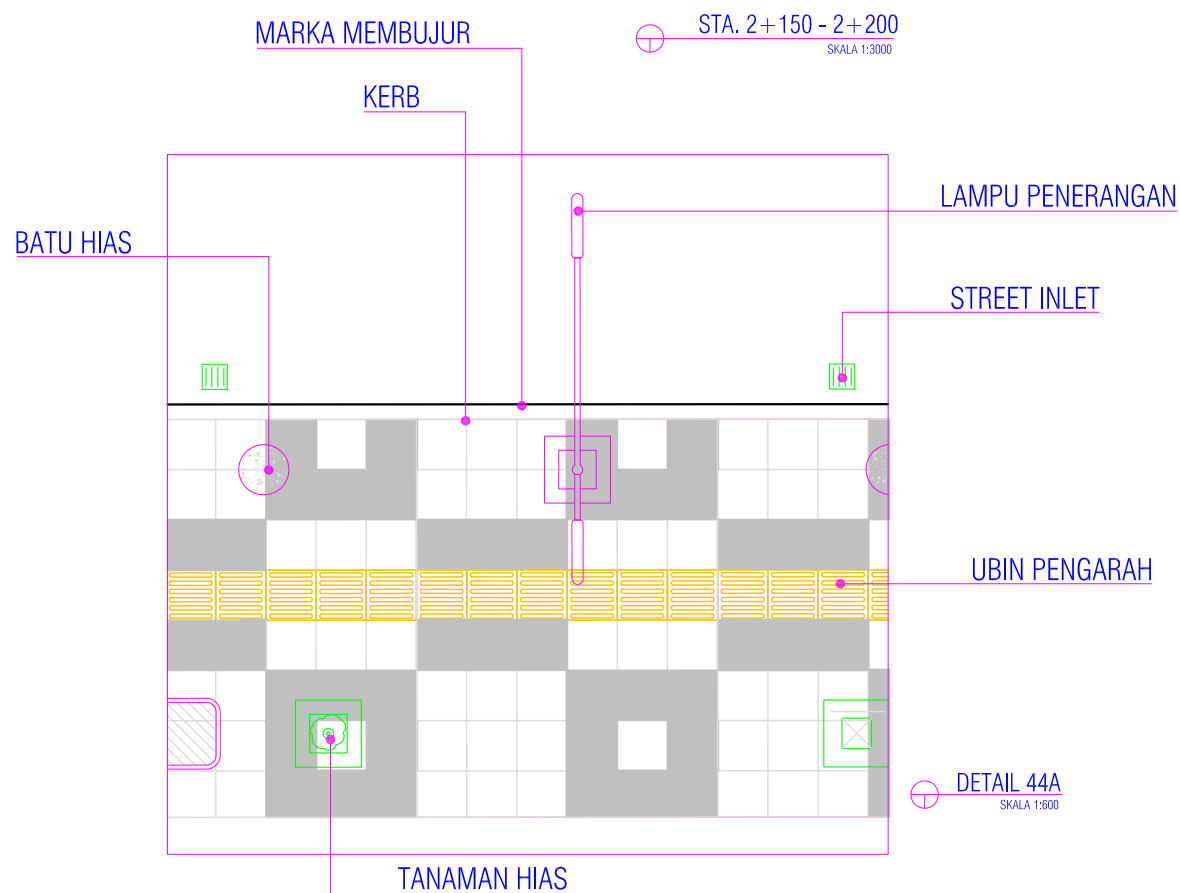 STA. 2+150 - 2+200
SKALA 1:3000
MARKA MEMBUJUR
KERB
LAMPU PENERANGAN
BATU HIAS
STREET INLET
UBIN PENGARAH
DETAIL 44A
SKALA 1:600
TANAMAN HIAS